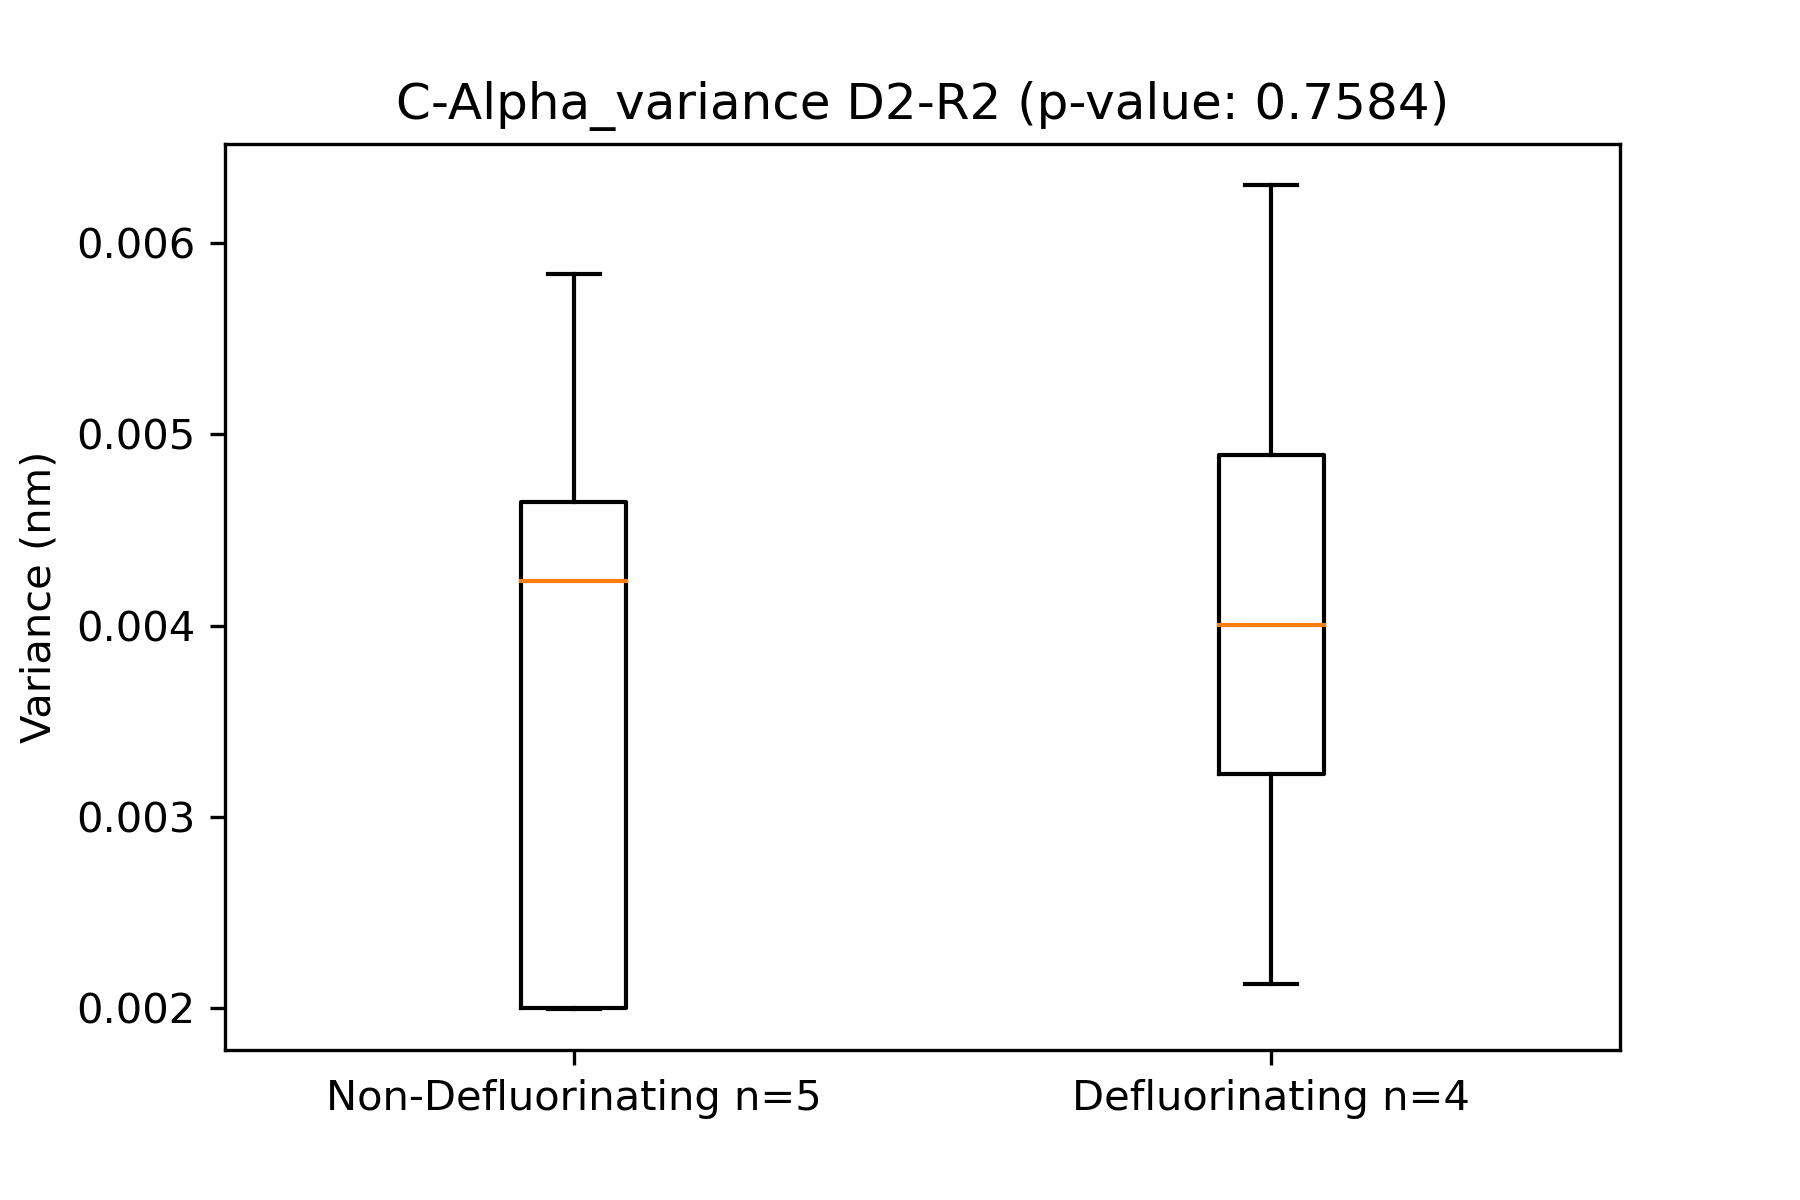 C-Alpha_variance D2-R2 (p-value: 0.7584)
Variance (nm)
0.006
0.005
0.004
0.003
0.002
Non-Defluorinating n=5
Defluorinating n=4